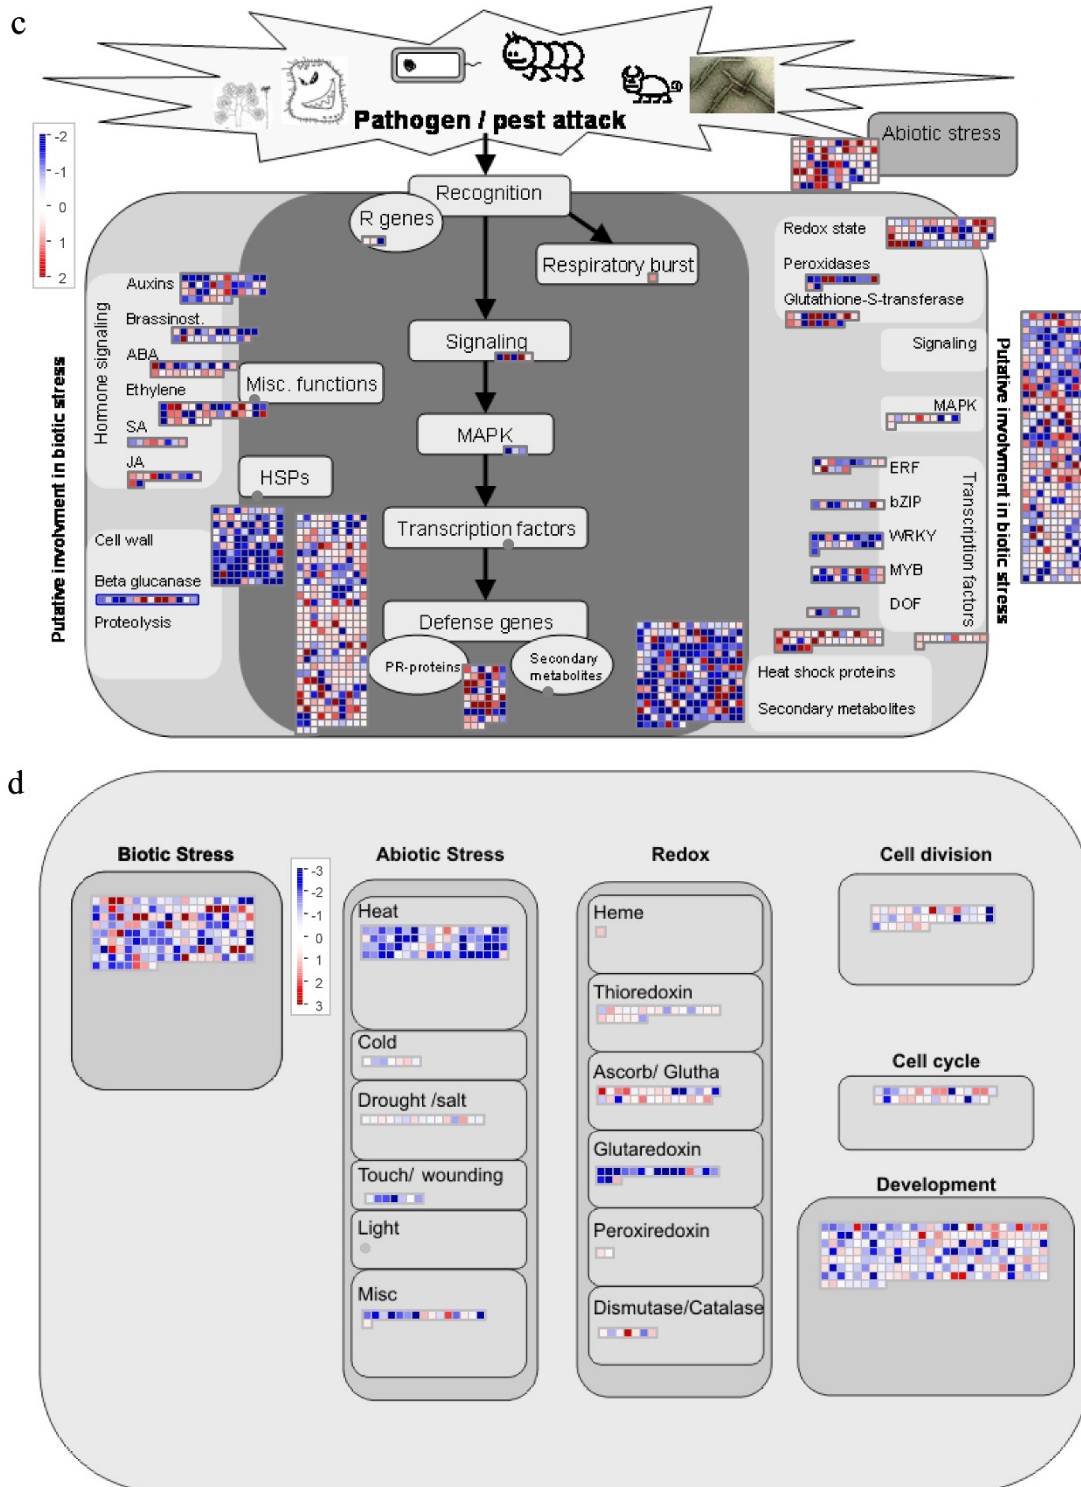 c
Pathogen / pest attack
Abiotic stress
-2
-1
0
1
2
Recognition
R genes
Respiratory burst
Redox state
Peroxidases
Glutathione-S-transferase
Auxins
Brassinost.
ABA
Ethylene
SA
JA
Hormone signaling
Misc. functions
HSPs
Signaling
MAPK
Transcription factors
Defense genes
PR-proteins
Secondary
metabolites
Cell wall
Beta glucanase
Proteolysis
Putative involvment in biotic stress
Signaling
MAPK
ERF
bZIP
WRKY
MYB
DOF
Transcription factors
Putative involvment in biotic stress
Heat shock proteins
Secondary metabolites
d
Biotic Stress
-3
-2
-1
0
1
2
3
Abiotic Stress
Heat
Cold
Drought /salt
Touch/ wounding
Light
Misc
Redox
Heme
Thioredoxin
Ascorb/ Glutha
Glutaredoxin
Peroxiredoxin
Dismutase/Catalase
Cell division
Cell cycle
Development